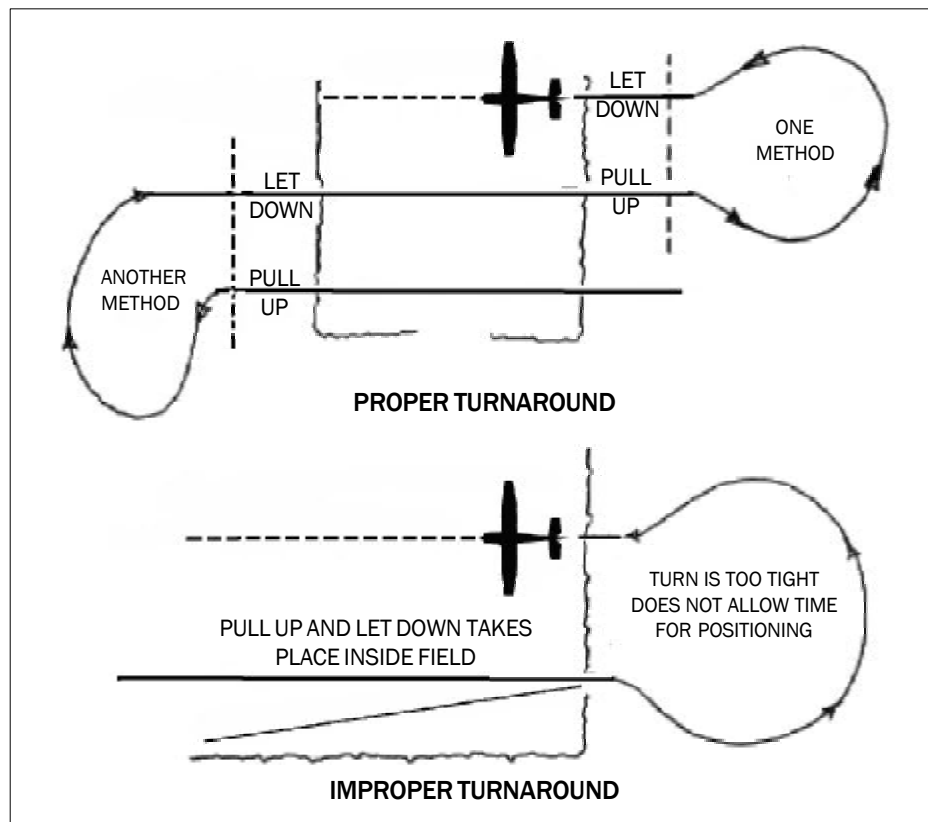 LET
DOWN
ONE
METHOD
LET
DOWN
PULL
UP
ANOTHER
METHOD
PULL
UP
PROPER TURNAROUND
TURN IS TOO TIGHT
DOES NOT ALLOW TIME
FOR POSITIONING
PULL UP AND LET DOWN TAKES
PLACE INSIDE FIELD
IMPROPER TURNAROUND